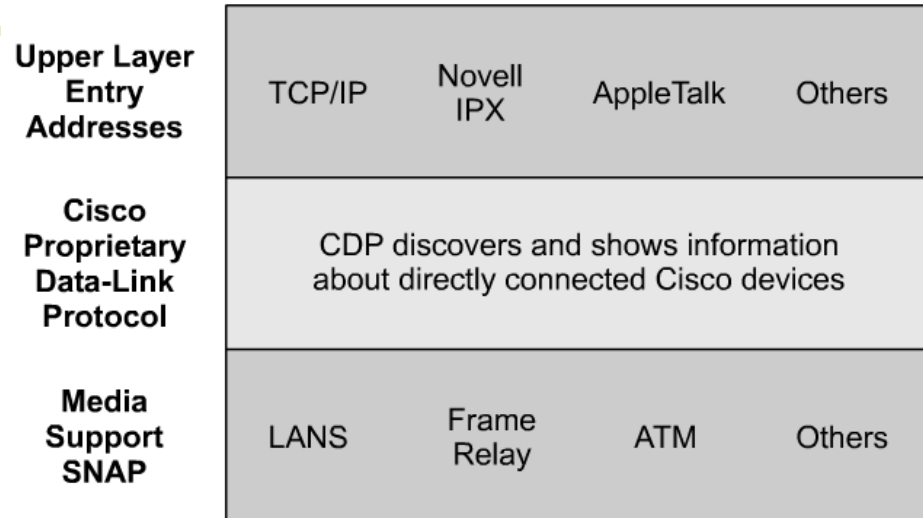 Upper Layer
Entry
Addresses
TCP/IP
Novell
IPX
AppleTalk
Others
Cisco
Proprietary
Data-Link
Protocol
CDP discovers and shows information
about directly connected Cisco devices
Media
Support
SNAP
LANS
Frame
Relay
ATM
Others